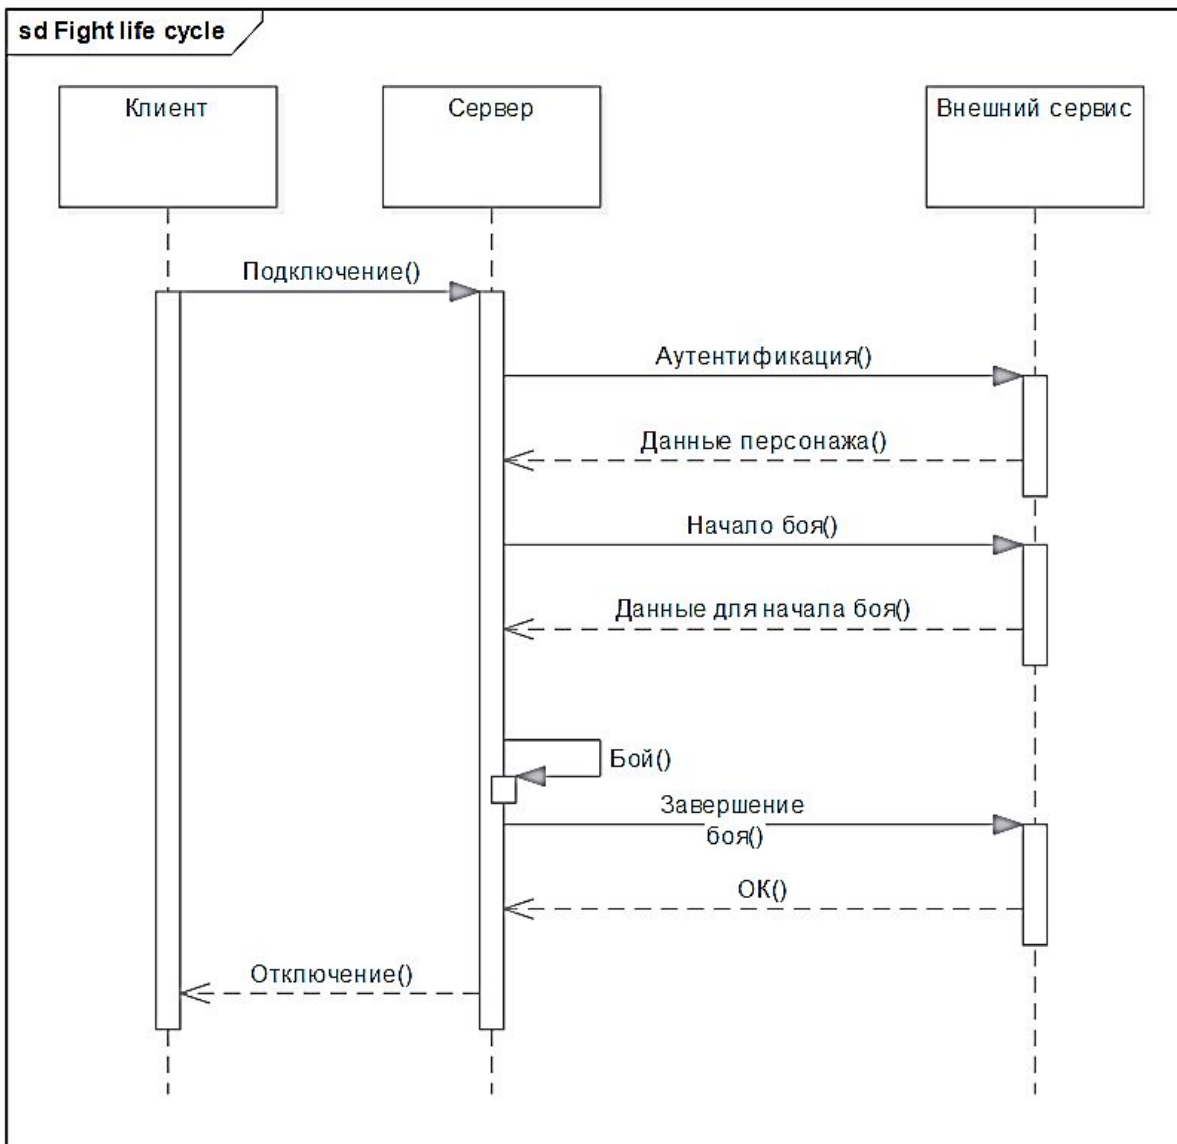 sd Fight life cycle
Клиент
Сервер
Внешний сервис
Подключение()
Аутентификация()
Данные персонажа()
Начало боя()
Данные для начала боя()
Бой()
Завершение
боя()
ОК()
Отключение()